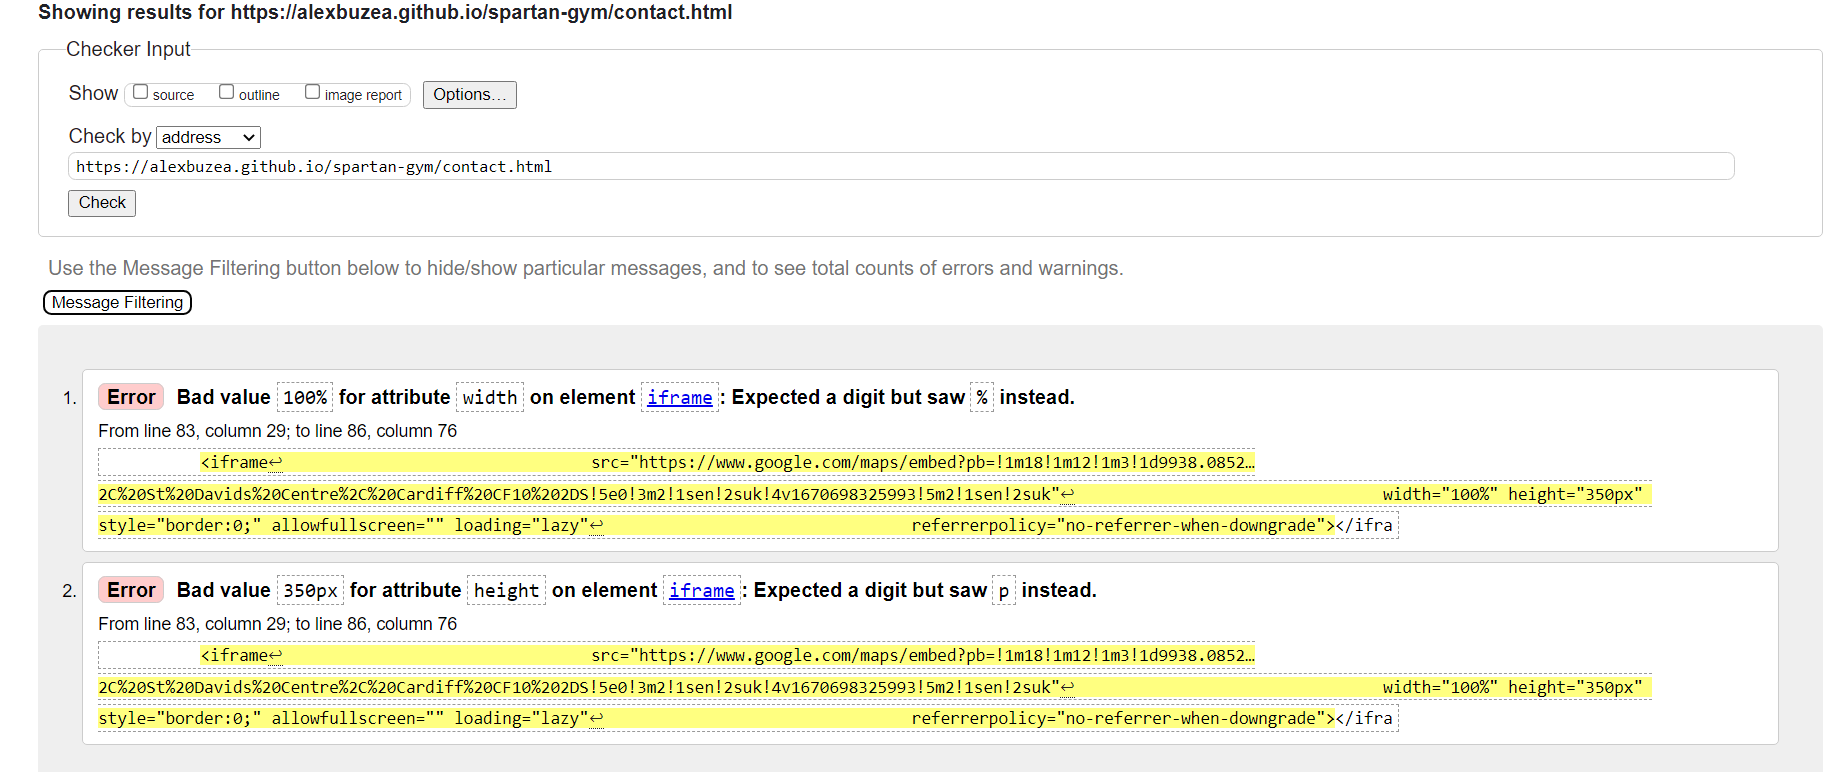 Showing results for https://alexbuzea.github.io/spartan-gym/contact.html
Checker Input
Show source outline image report Options...
Check by address
https://alexbuzea.github.io/spartan-gym/contact.html
Check
Use the Message Filtering button below to hide/show particular messages, and to see total counts of errors and warnings.
Message Filtering
1. Error Bad value 100% for attribute width on element iframe: Expected a digit but saw % instead.
From line 83, column 29; to line 86, column 76
<iframe↩ src="https://www.google.com/maps/embed?pb=!1m18!1m12!1m3!1d9938.0852…
2C%20St%20Davids%20Centre%2C%20Cardiff%20CF10%202DS!5e0!3m2!1sen!2suk!4v1670698325993!5m2!1sen!2suk"↩ width="100%" height="350px"
style="border:0;" allowfullscreen="" loading="lazy"↩ referrerpolicy="no-referrer-when-downgrade"></ifra
2. Error Bad value 350px for attribute height on element iframe: Expected a digit but saw p instead.
From line 83, column 29; to line 86, column 76
<iframe↩ src="https://www.google.com/maps/embed?pb=!1m18!1m12!1m3!1d9938.0852…
2C%20St%20Davids%20Centre%2C%20Cardiff%20CF10%202DS!5e0!3m2!1sen!2suk!4v1670698325993!5m2!1sen!2suk"↩ width="100%" height="350px"
style="border:0;" allowfullscreen="" loading="lazy"↩ referrerpolicy="no-referrer-when-downgrade"></ifra